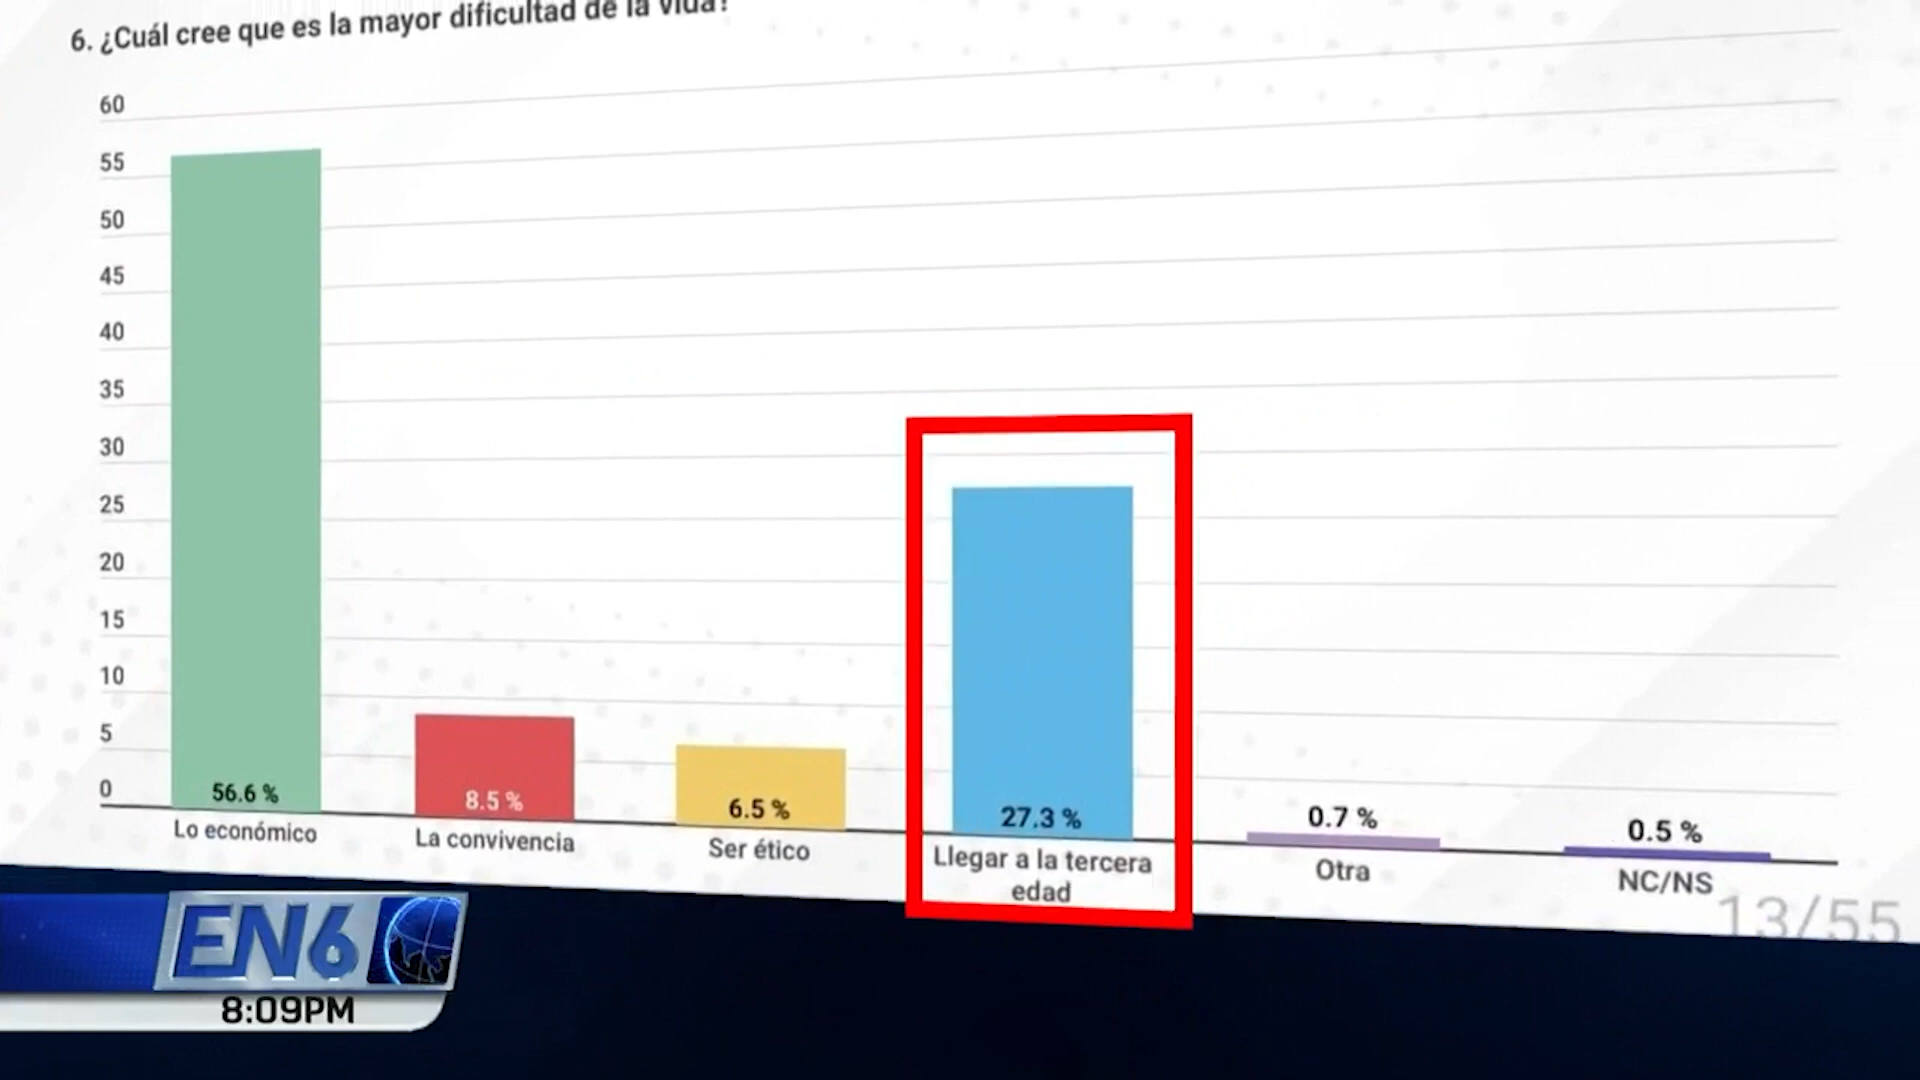 6. ¿Cuál cree que es la mayor dificultad de la vida?
60
55
50
45
40
35
30
25
20
15
10
5
0
56.6 %
8.5 %
6.5 %
27.3 %
0.7 %
0.5 %
Lo económico
La convivencia
Ser ético
Llegar a la tercera
edad
Otra
NC/NS
13/55
EN6
8:09PM